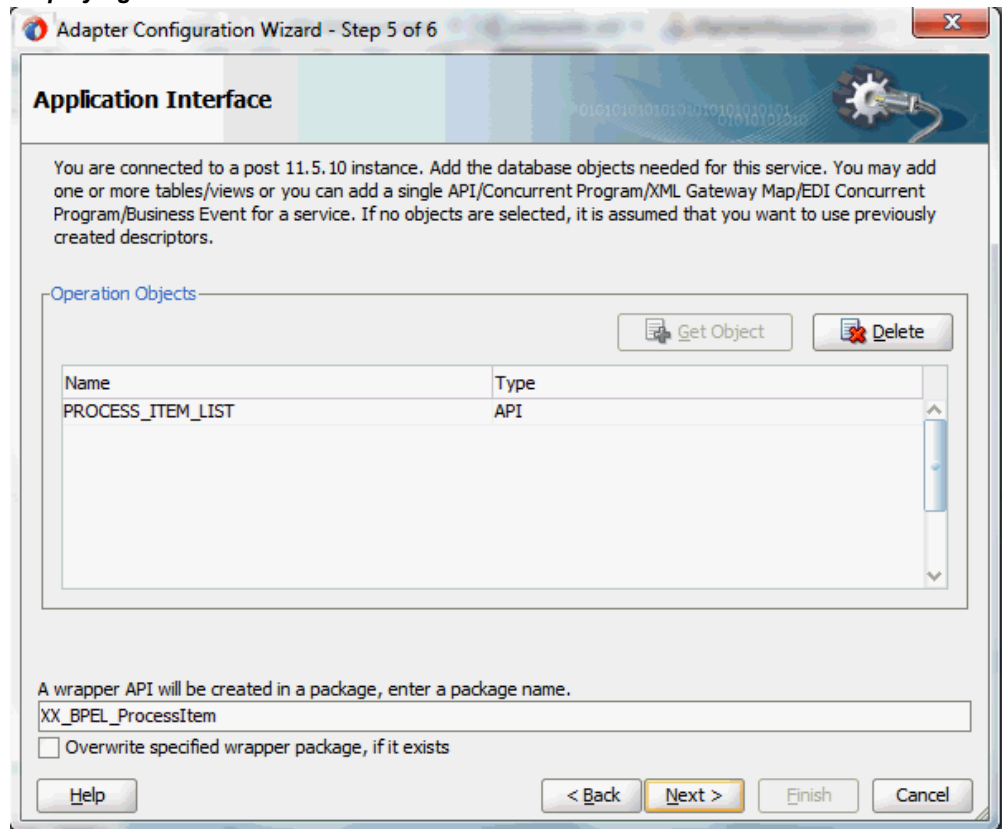 Adapter Configuration Wizard - Step 5 of 6
x
Application Interface
You are connected to a post 11.5.10 instance. Add the database objects needed for this service. You may add
one or more tables/views or you can add a single API/Concurrent Program/XML Gateway Map/EDI Concurrent
Program/Business Event for a service. If no objects are selected, it is assumed that you want to use previously
created descriptors.
Operation Objects
Get Object Delete
Name Type
PROCESS_ITEM_LIST API
A wrapper API will be created in a package, enter a package name.
XX_BPEL_ProcessItem
Overwrite specified wrapper package, if it exists
Help < Back Next > Finish Cancel